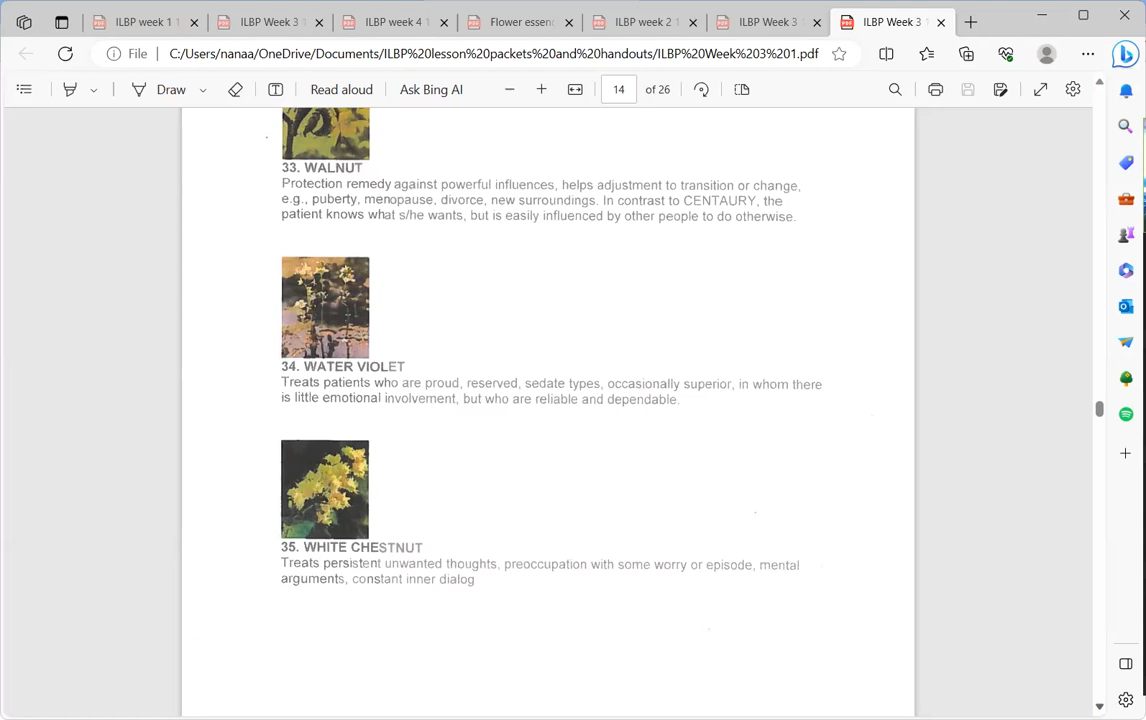 ILBP week 1 1
ILBP Week 3 1
ILBP week 4 1
Flower essenc
ILBP week 2 1
ILBP Week 3
ILBP Week 3 1
File
C:/Users/nanaa/OneDrive/Documents/ILBP%20lesson%20packets%20and%20handouts/ILBP%20Week%203%201.pdf
Draw
Read aloud
Ask Bing AI
14
of 26
33. WALNUT
Protection remedy against powerful influences, helps adjustment to transition or change,
e.g., puberty, menopause, divorce, new surroundings. In contrast to CENTAURY, the
patient knows what s/he wants, but is easily influenced by other people to do otherwise.
34. WATER VIOLET
Treats patients who are proud, reserved, sedate types, occasionally superior, in whom there
is little emotional involvement, but who are reliable and dependable.
35. WHITE CHESTNUT
Treats persistent unwanted thoughts, preoccupation with some worry or episode, mental
arguments, constant inner dialog